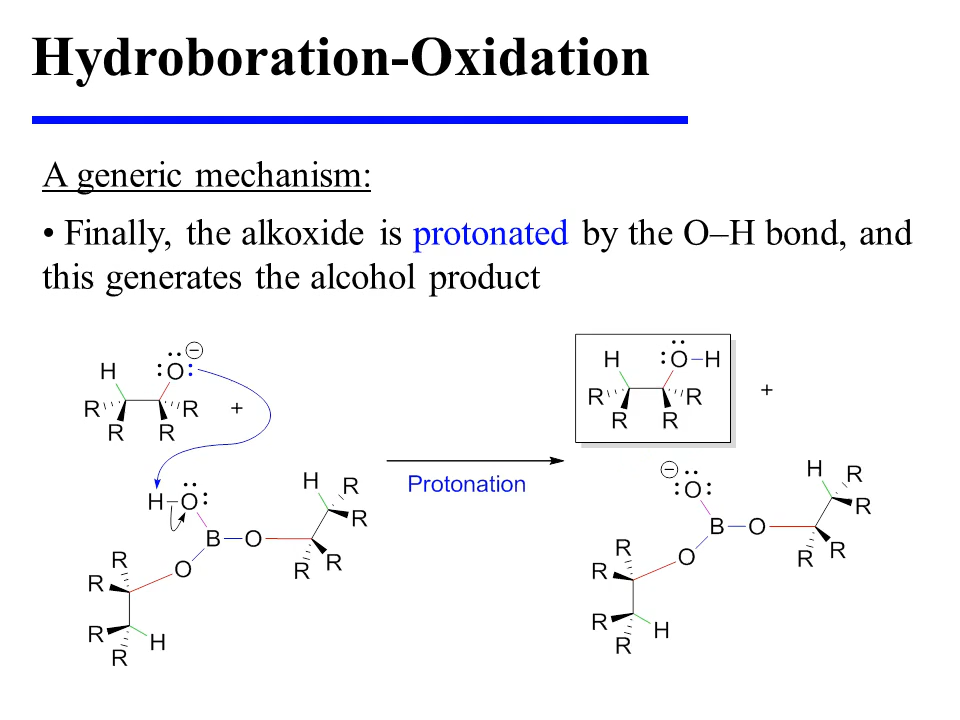 Hydroboration-Oxidation
A generic mechanism:
• Finally, the alkoxide is protonated by the O–H bond, and
this generates the alcohol product
H O −
R R +
R R
H O
B O
H R
R
R R
O
R
R
R H
R
Protonation
H O H
R R
R R
+
− O
B O
H R
R
R R
O
R
R
R H
R